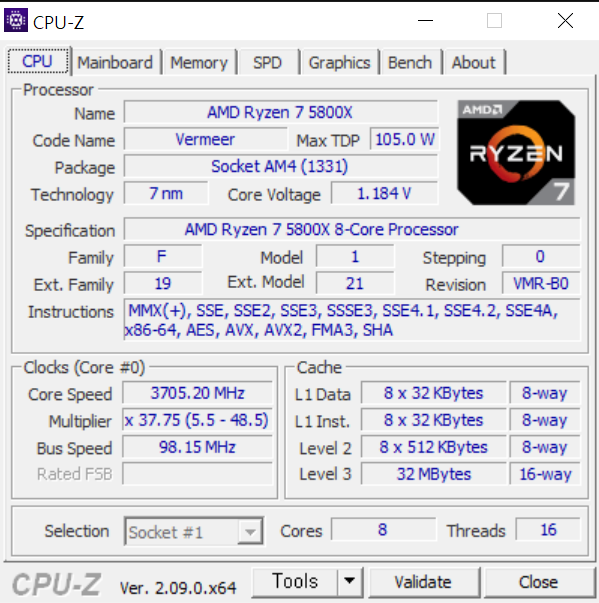 CPU-Z
CPU Mainboard Memory SPD Graphics Bench About
Processor
Name AMD Ryzen 7 5800X
Code Name Vermeer Max TDP 105.0 W
Package Socket AM4 (1331)
Technology 7 nm Core Voltage 1.184 V
AMD
RYZEN
7
Specification AMD Ryzen 7 5800X 8-Core Processor
Family F Model 1 Stepping 0
Ext. Family 19 Ext. Model 21 Revision VMR-B0
Instructions MMX(+), SSE, SSE2, SSE3, SSSE3, SSE4.1, SSE4.2, SSE4A,
x86-64, AES, AVX, AVX2, FMA3, SHA
Clocks (Core #0)
Core Speed 3705.20 MHz
Multiplier x 37.75 (5.5 - 48.5)
Bus Speed 98.15 MHz
Rated FSB
Cache
L1 Data 8 x 32 KBytes 8-way
L1 Inst. 8 x 32 KBytes 8-way
Level 2 8 x 512 KBytes 8-way
Level 3 32 MBytes 16-way
Selection Socket #1 Cores 8 Threads 16
CPU-Z Ver. 2.09.0.x64 Tools Validate Close